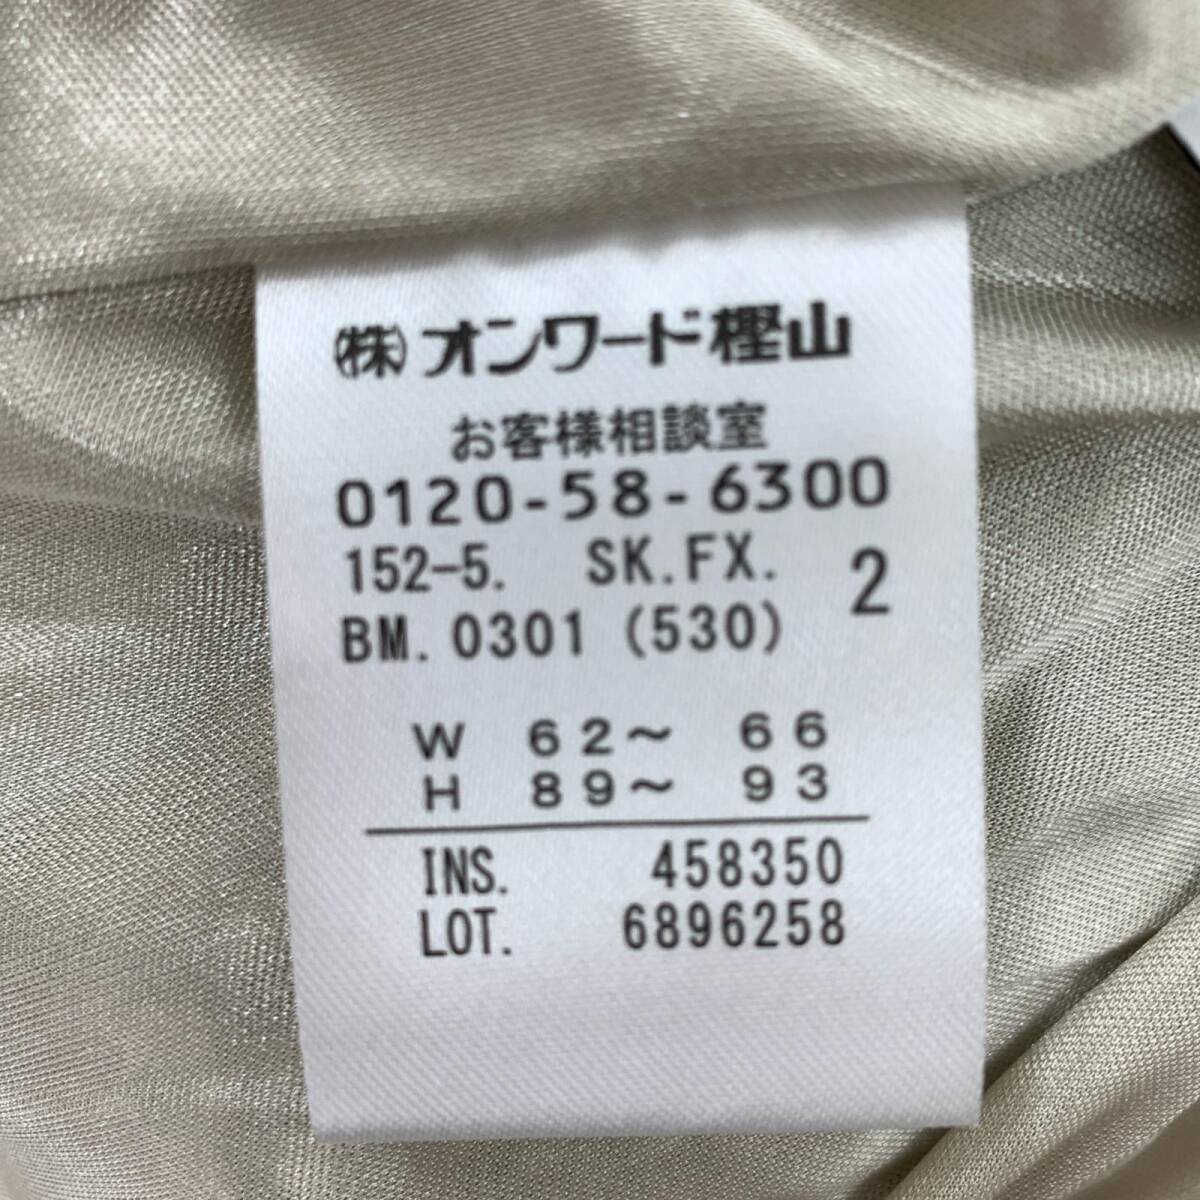 ㈱オンワード樫山
お客様相談室
0120-58-6300
152-5. SK.FX. 2
BM. 0301 (530)
W 62〜 66
H 89〜 93
INS. 458350
LOT. 6896258